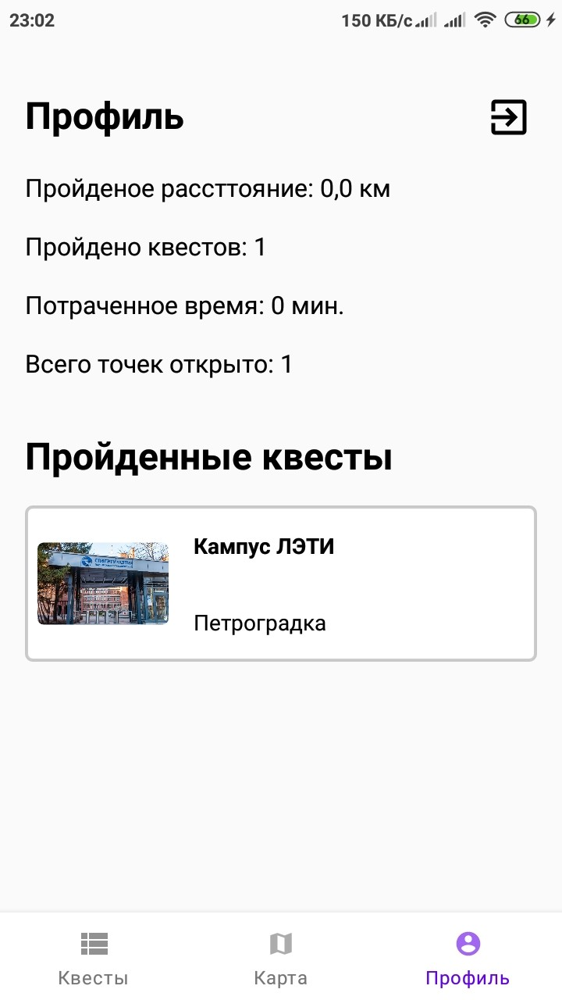 23:02
150 КБ/с
66
Профиль
Пройденое рассттояние: 0,0 км
Пройдено квестов: 1
Потраченное время: 0 мин.
Всего точек открыто: 1
Пройденные квесты
Кампус ЛЭТИ
Петроградка
Квесты
Карта
Профиль